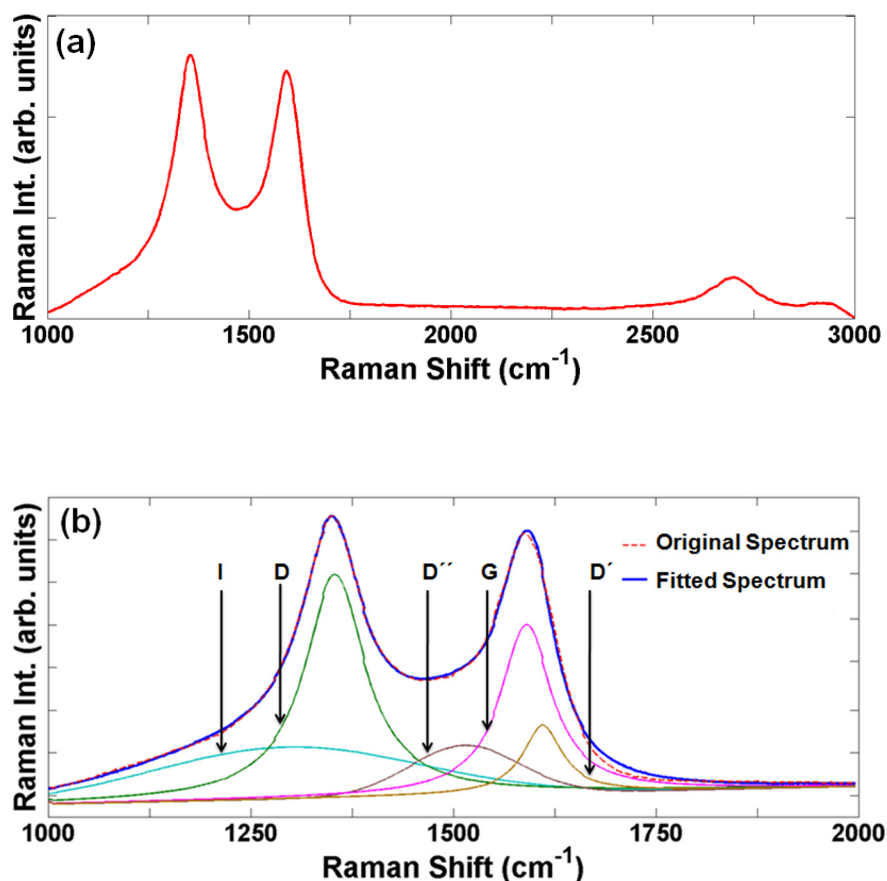 (a)
Raman Int. (arb. units)
1000 1500 2000 2500 3000
Raman Shift (cm⁻¹)
(b)
Raman Int. (arb. units)
I D D´´ G D´
Original Spectrum
Fitted Spectrum
1000 1250 1500 1750 2000
Raman Shift (cm⁻¹)